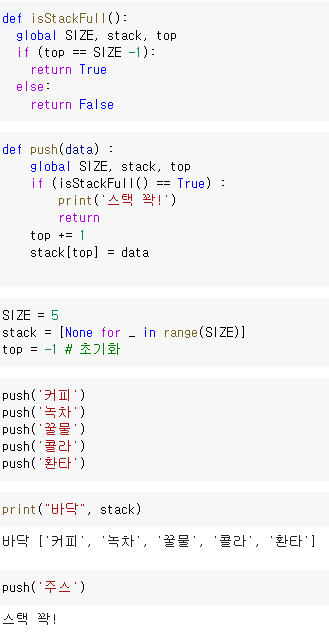 def isStackFull():
  global SIZE, stack, top
  if (top == SIZE -1):
    return True
  else:
    return False
def push(data) :
    global SIZE, stack, top
    if (isStackFull() == True) :
        print('스택 꽉!')
        return
    top += 1
    stack[top] = data
SIZE = 5
stack = [None for _ in range(SIZE)]
top = -1 # 초기화
push('커피')
push('녹차')
push('꿀물')
push('콜라')
push('환타')
print("바닥", stack)
바닥 ['커피', '녹차', '꿀물', '콜라', '환타']
push('주스')
스택 꽉!